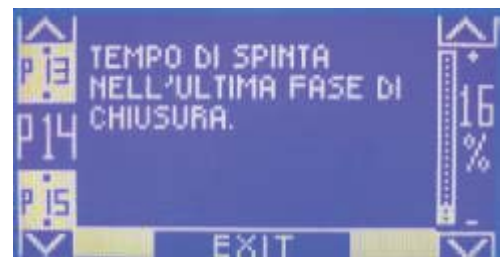 P13
P14
P15
TEMPO DI SPINTA
NELL'ULTIMA FASE DI
CHIUSURA.
+
16
%
-
EXIT